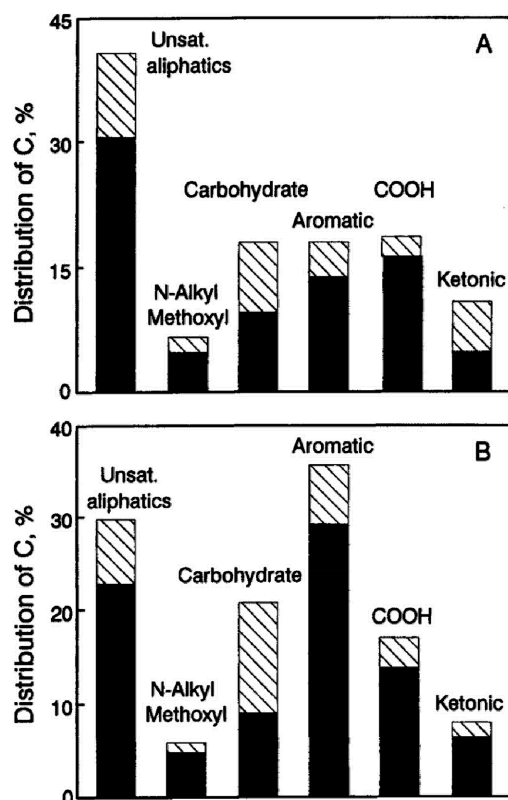 45
30
15
0
Distribution of C, %
A
Unsat.
aliphatics
N-Alkyl
Methoxyl
Carbohydrate
Aromatic
COOH
Ketonic
40
30
20
10
0
Distribution of C, %
B
Unsat.
aliphatics
N-Alkyl
Methoxyl
Carbohydrate
Aromatic
COOH
Ketonic